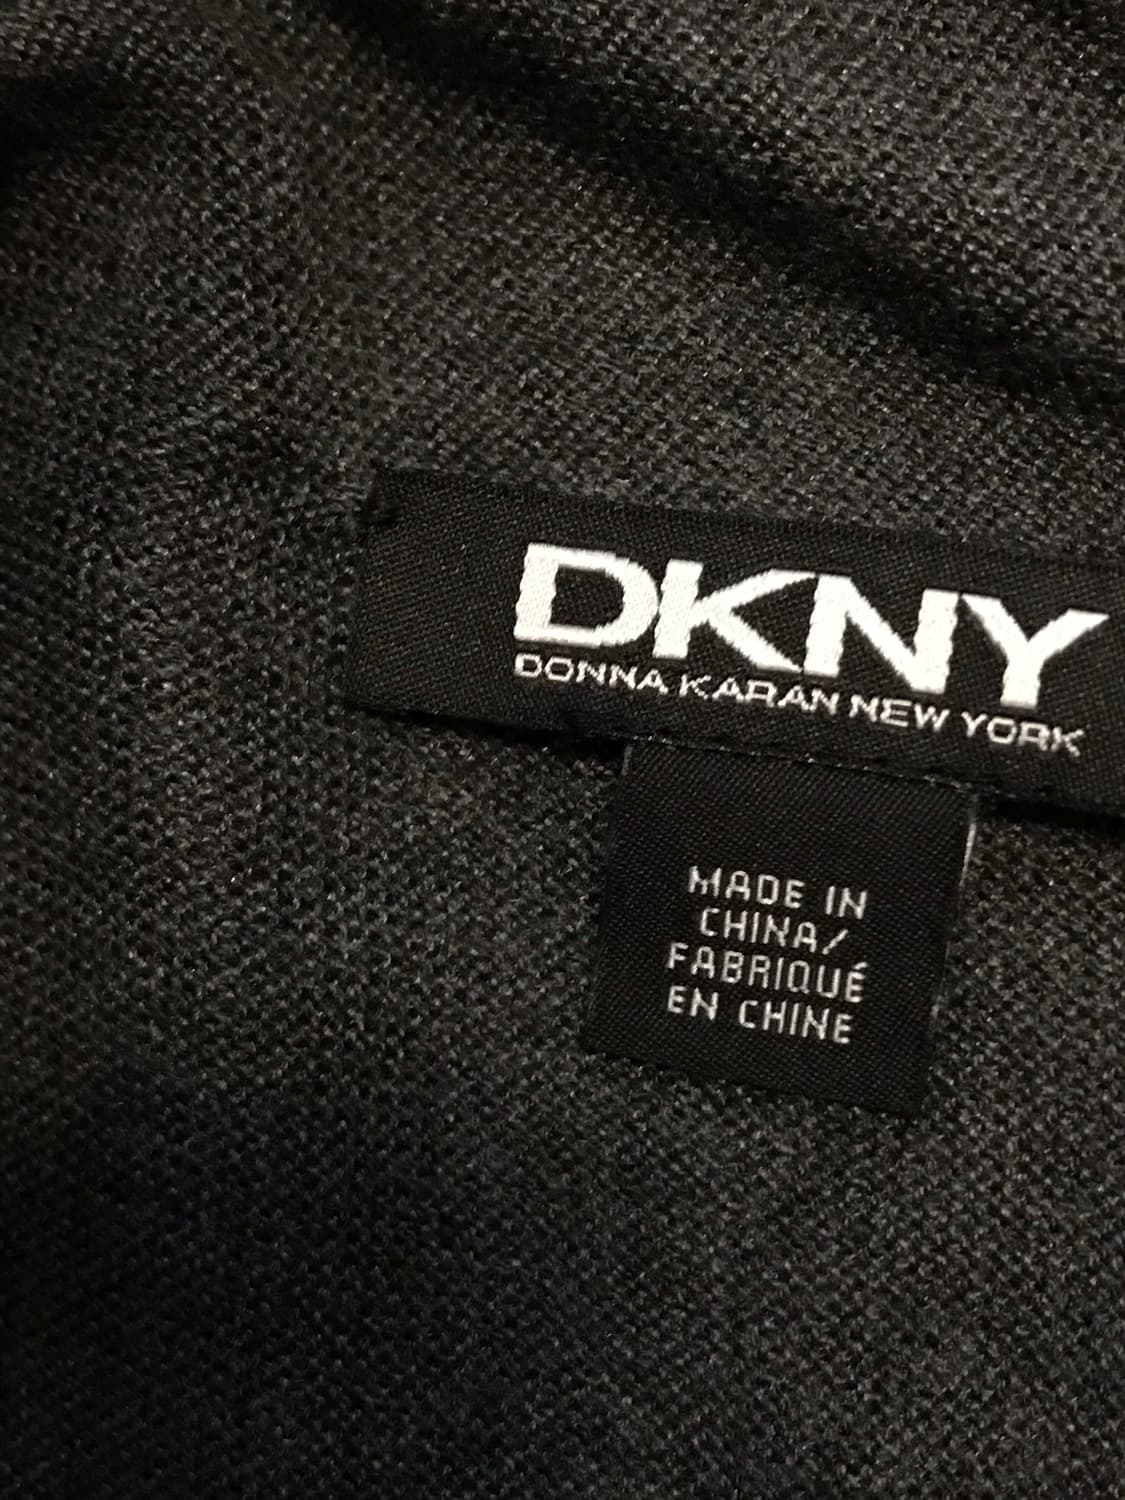 DKNY
DONNA KARAN NEW YORK
MADE IN
CHINA/
FABRIQUÉ
EN CHINE